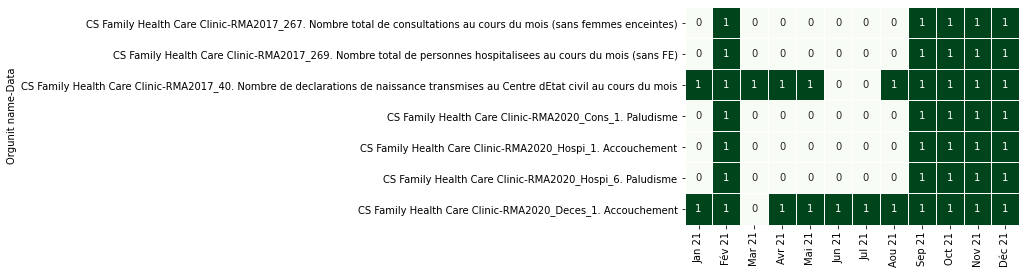 Orgunit name-Data
CS Family Health Care Clinic-RMA2017_267. Nombre total de consultations au cours du mois (sans femmes enceintes) 0 1 0 0 0 0 0 0 1 1 1 1
CS Family Health Care Clinic-RMA2017_269. Nombre total de personnes hospitalisees au cours du mois (sans FE) 0 1 0 0 0 0 0 0 1 1 1 1
CS Family Health Care Clinic-RMA2017_40. Nombre de declarations de naissance transmises au Centre dEtat civil au cours du mois 1 1 1 1 1 0 0 1 1 1 1 1
CS Family Health Care Clinic-RMA2020_Cons_1. Paludisme 0 1 0 0 0 0 0 0 1 1 1 1
CS Family Health Care Clinic-RMA2020_Hospi_1. Accouchement 0 1 0 0 0 0 0 0 1 1 1 1
CS Family Health Care Clinic-RMA2020_Hospi_6. Paludisme 0 1 0 0 0 0 0 0 1 1 1 1
CS Family Health Care Clinic-RMA2020_Deces_1. Accouchement 1 1 0 1 1 1 1 1 1 1 1 1
Jan 21 Fév 21 Mar 21 Avr 21 Mai 21 Jun 21 Jul 21 Aou 21 Sep 21 Oct 21 Nov 21 Déc 21